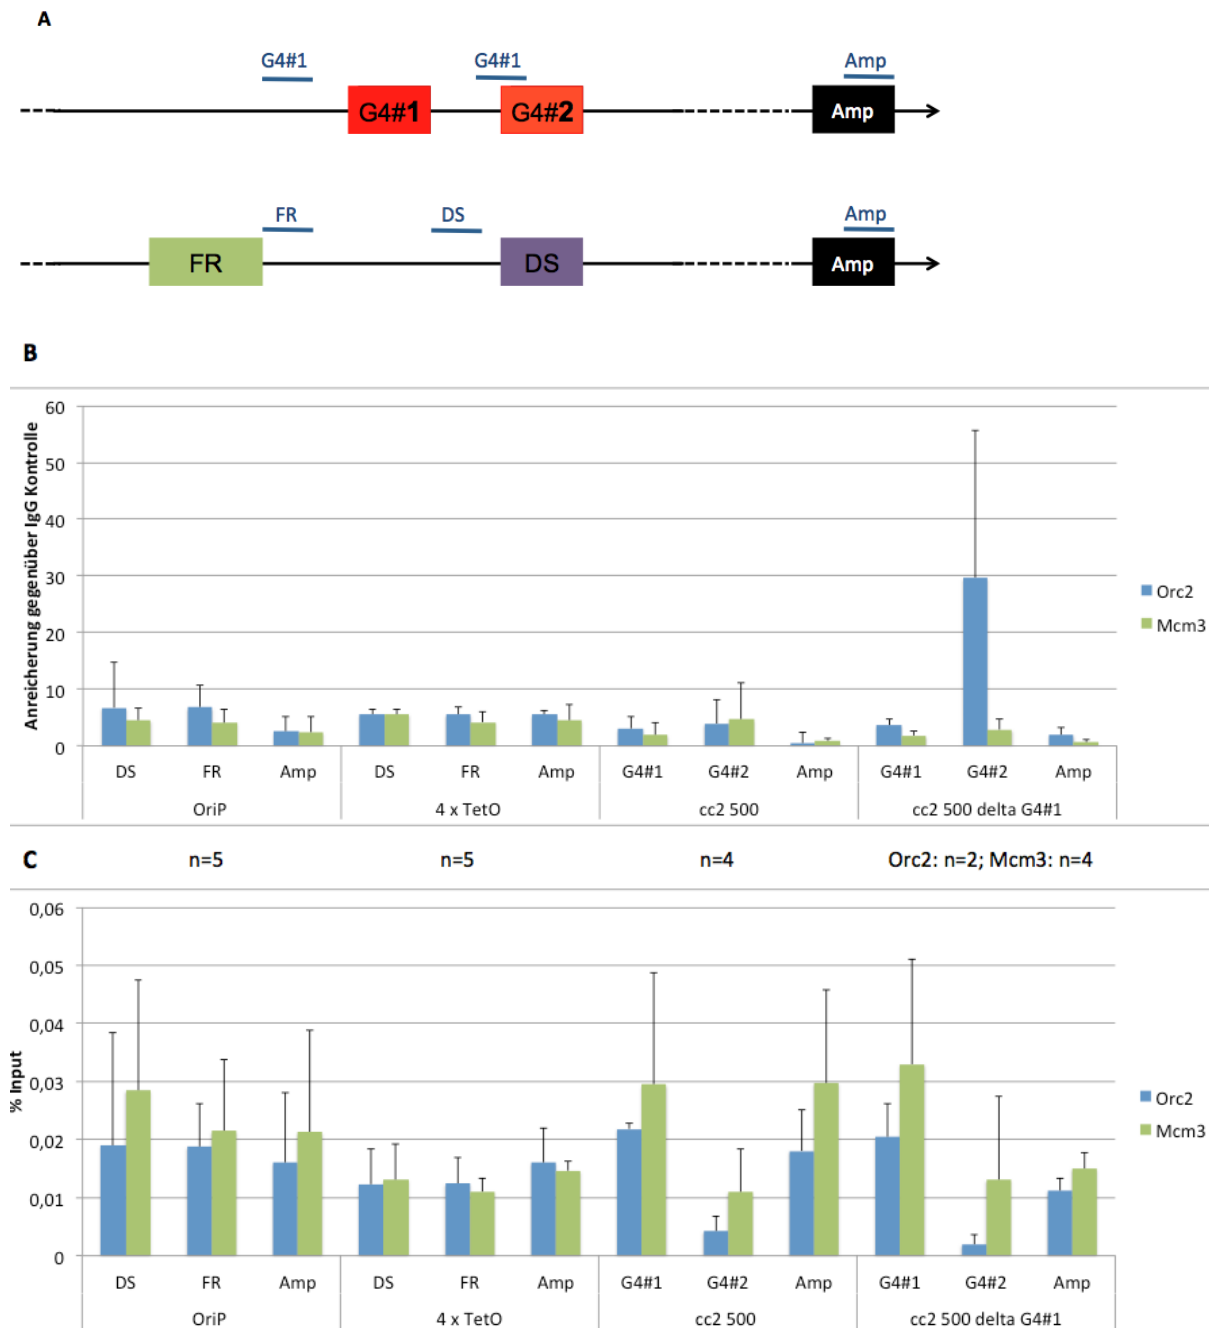 A
G4#1 G4#1 Amp
G4#1 G4#2 Amp
FR DS Amp
FR DS Amp
B
Anreicherung gegenüber IgG Kontrolle
60
50
40
30
20
10
0
Orc2
Mcm3
DS FR Amp DS FR Amp G4#1 G4#2 Amp G4#1 G4#2 Amp
OriP 4 x TetO cc2 500 cc2 500 delta G4#1
C n=5 n=5 n=4 Orc2: n=2; Mcm3: n=4
% Input
0,06
0,05
0,04
0,03
0,02
0,01
0
Orc2
Mcm3
DS FR Amp DS FR Amp G4#1 G4#2 Amp G4#1 G4#2 Amp
OriP 4 x TetO cc2 500 cc2 500 delta G4#1